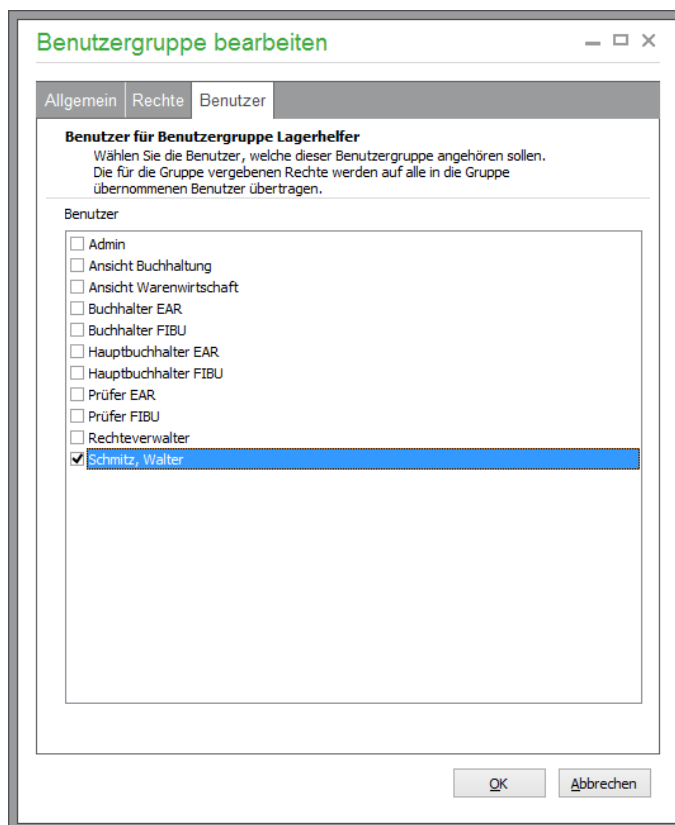 Benutzergruppe bearbeiten
Allgemein Rechte Benutzer
Benutzer für Benutzergruppe Lagerhelfer
Wählen Sie die Benutzer, welche dieser Benutzergruppe angehören sollen.
Die für die Gruppe vergebenen Rechte werden auf alle in die Gruppe
übernommenen Benutzer übertragen.
Benutzer
Admin
Ansicht Buchhaltung
Ansicht Warenwirtschaft
Buchhalter EAR
Buchhalter FIBU
Hauptbuchhalter EAR
Hauptbuchhalter FIBU
Prüfer EAR
Prüfer FIBU
Rechteverwalter
Schmitz, Walter
OK Abbrechen